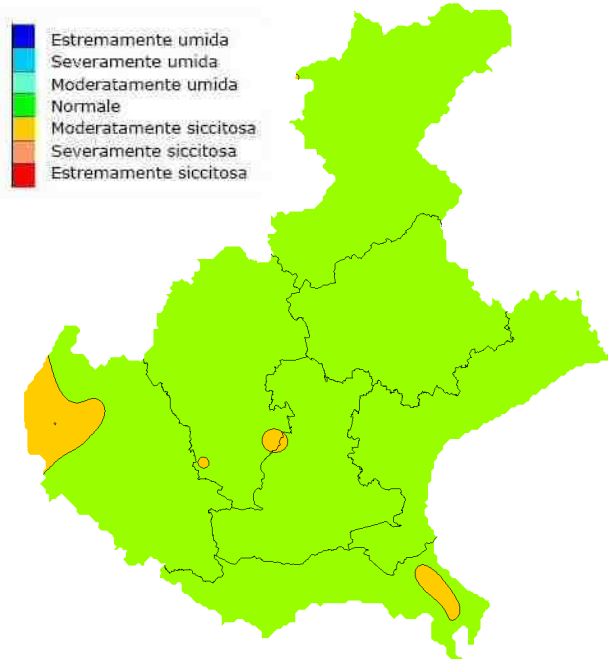 Estremamente umida
Severamente umida
Moderatamente umida
Normale
Moderatamente siccitosa
Severamente siccitosa
Estremamente siccitosa